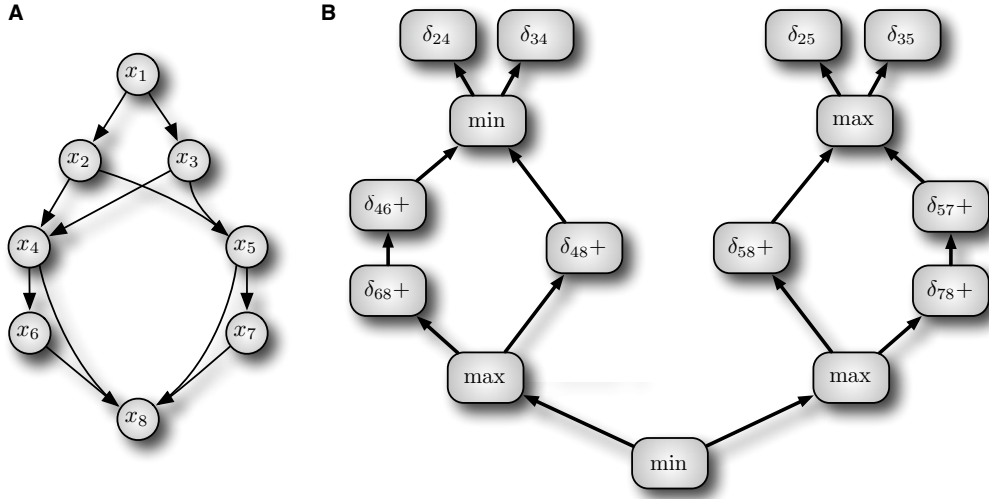 A
x₁
x₂ x₃
x₄ x₅
x₆ x₇
x₈
B
δ₂₄ δ₃₄ δ₂₅ δ₃₅
min max
δ₄₆+ δ₅₇+
δ₄₈+ δ₅₈+
δ₆₈+ δ₇₈+
max max
min